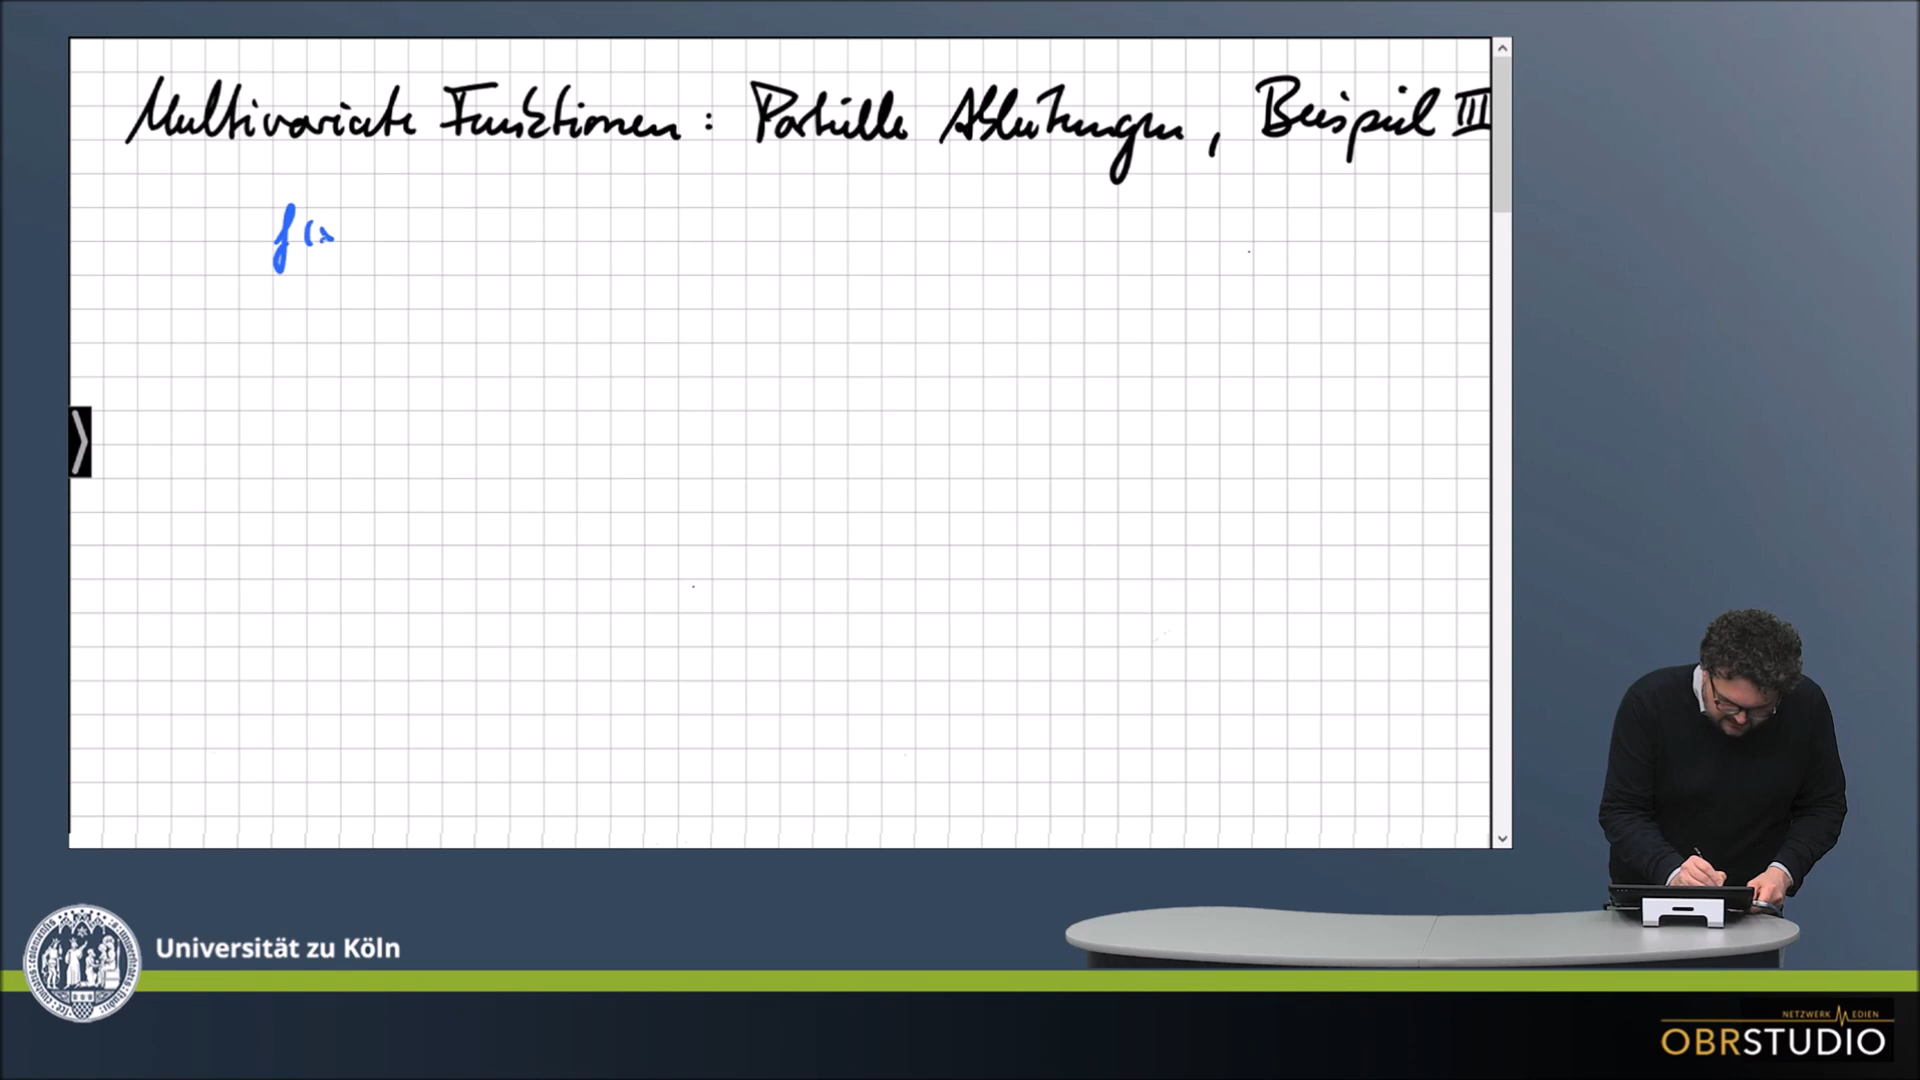 Multivariate Funktionen : Partielle Ableitungen, Beispiel III
f(x
Universität zu Köln
NETZWERK MEDIEN
OBRSTUDIO